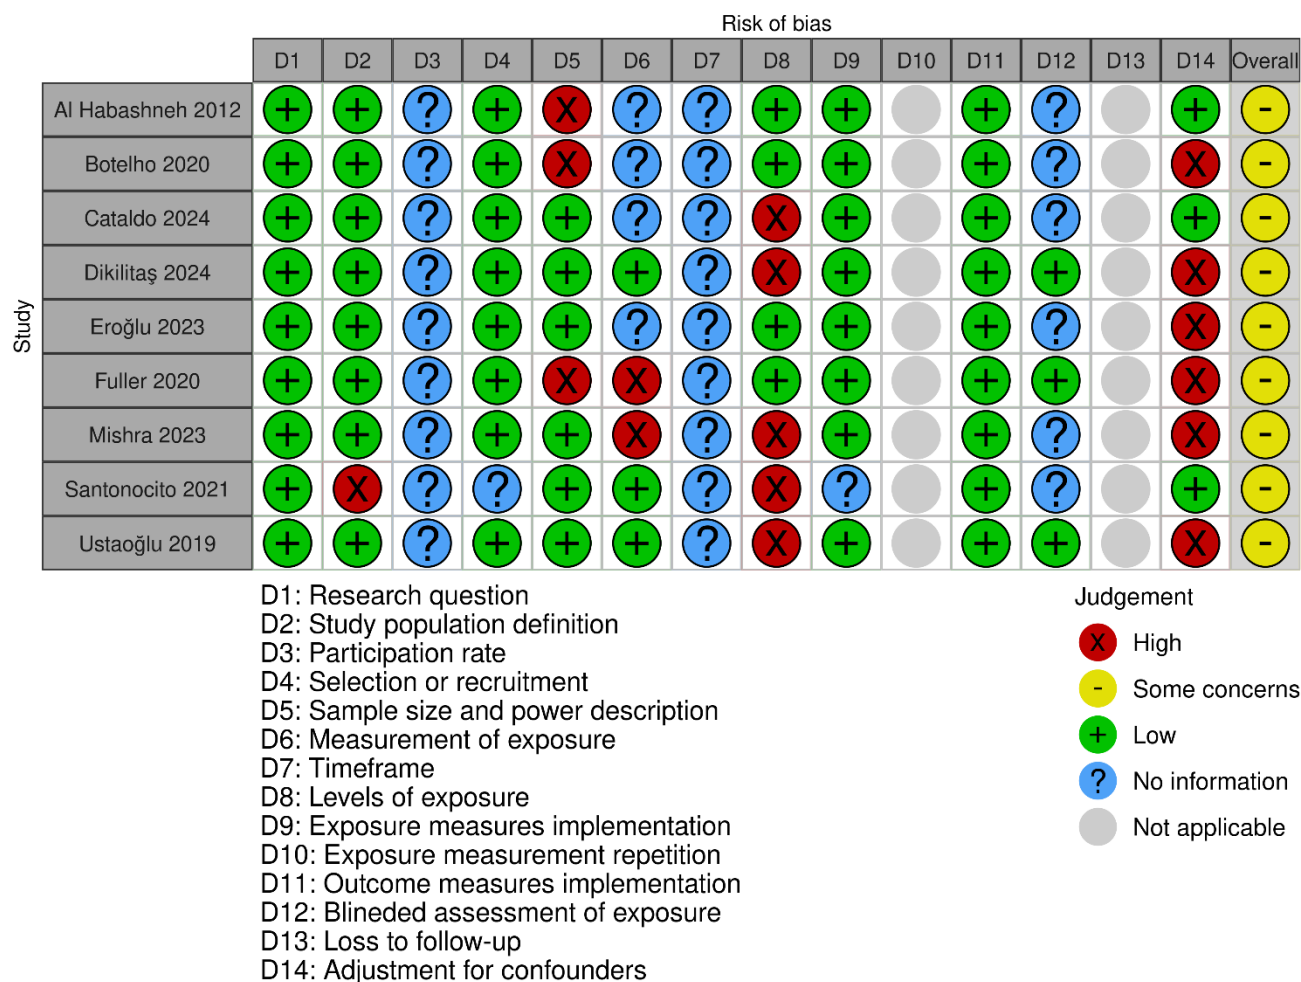 Risk of bias
D1 D2 D3 D4 D5 D6 D7 D8 D9 D10 D11 D12 D13 D14 Overall
Study
Al Habashneh 2012 + + ? + X ? ? + + + ? + -
Botelho 2020 + + ? + X ? ? + + + ? X -
Cataldo 2024 + + ? + + ? ? X + + ? + -
Dikilitaş 2024 + + ? + + + ? X + + + X -
Eroğlu 2023 + + ? + + ? ? + + + ? X -
Fuller 2020 + + ? + X X ? + + + + X -
Mishra 2023 + + ? + + X ? X + + ? X -
Santonocito 2021 + X ? ? + + ? X ? + ? + -
Ustaoğlu 2019 + + ? + + + ? X + + + X -
D1: Research question
D2: Study population definition
D3: Participation rate
D4: Selection or recruitment
D5: Sample size and power description
D6: Measurement of exposure
D7: Timeframe
D8: Levels of exposure
D9: Exposure measures implementation
D10: Exposure measurement repetition
D11: Outcome measures implementation
D12: Blineded assessment of exposure
D13: Loss to follow-up
D14: Adjustment for confounders
Judgement
X High
- Some concerns
+ Low
? No information
Not applicable